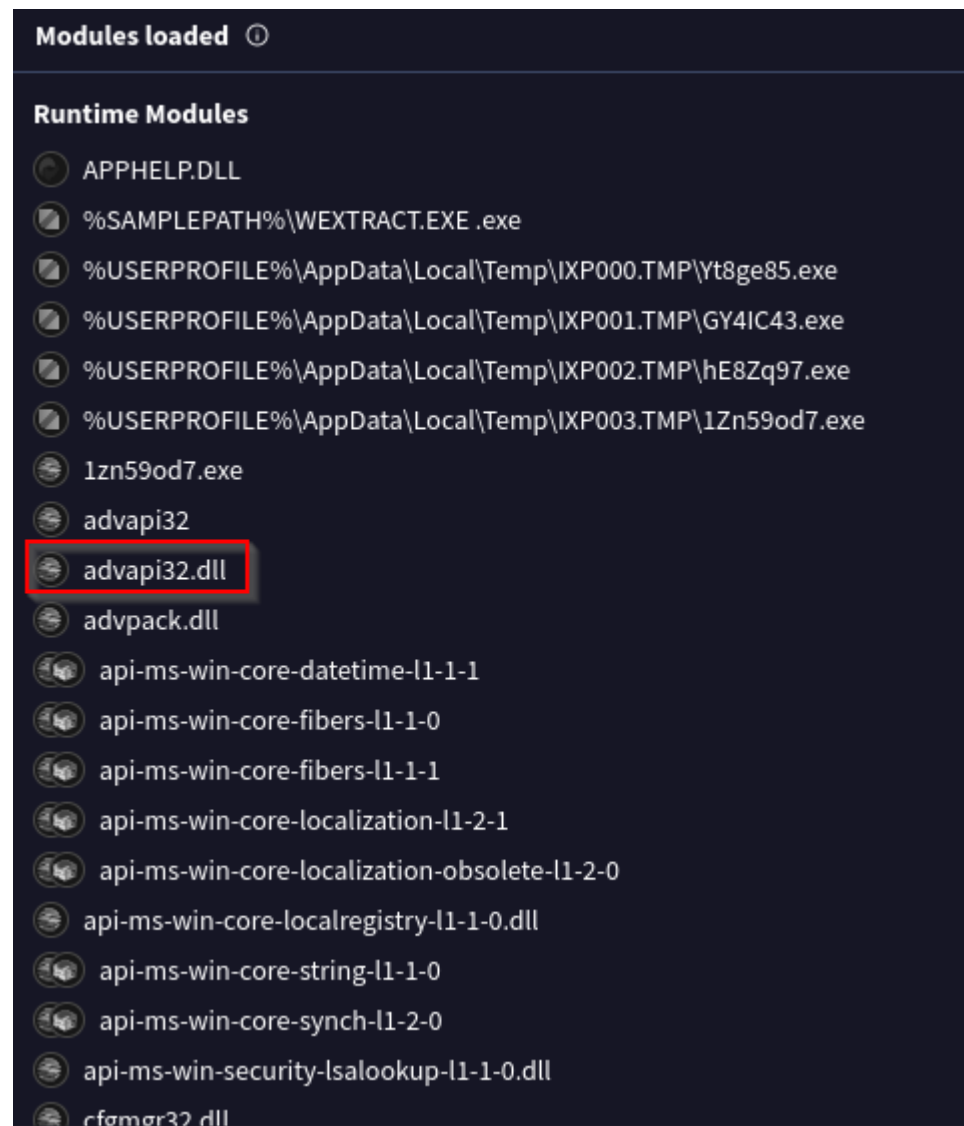 Modules loaded
Runtime Modules
APPHELP.DLL
%SAMPLEPATH%\WEXTRACT.EXE .exe
%USERPROFILE%\AppData\Local\Temp\IXP000.TMP\Yt8ge85.exe
%USERPROFILE%\AppData\Local\Temp\IXP001.TMP\GY4IC43.exe
%USERPROFILE%\AppData\Local\Temp\IXP002.TMP\hE8Zq97.exe
%USERPROFILE%\AppData\Local\Temp\IXP003.TMP\1Zn59od7.exe
1zn59od7.exe
advapi32
advapi32.dll
advpack.dll
api-ms-win-core-datetime-l1-1-1
api-ms-win-core-fibers-l1-1-0
api-ms-win-core-fibers-l1-1-1
api-ms-win-core-localization-l1-2-1
api-ms-win-core-localization-obsolete-l1-2-0
api-ms-win-core-localregistry-l1-1-0.dll
api-ms-win-core-string-l1-1-0
api-ms-win-core-synch-l1-2-0
api-ms-win-security-lsalookup-l1-1-0.dll
cfgmgr32.dll